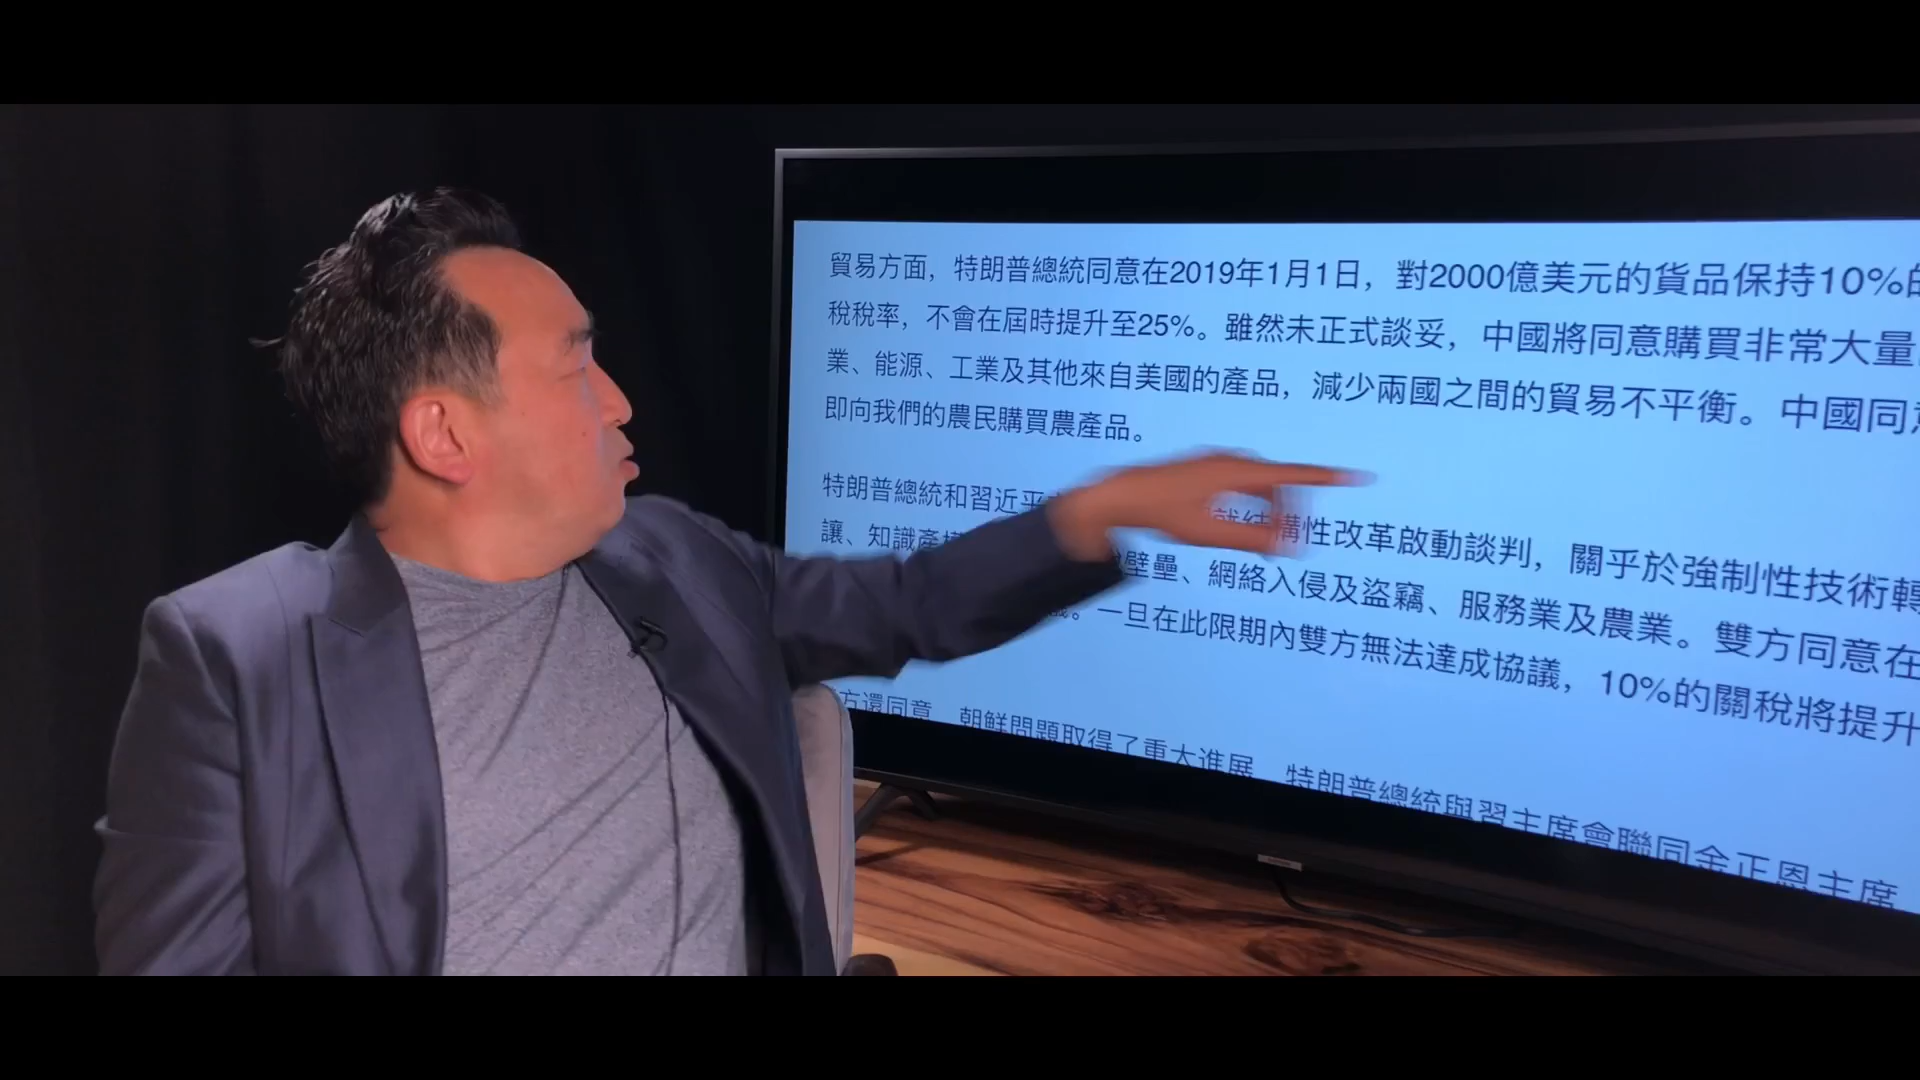 貿易方面，特朗普總統同意在2019年1月1日，對2000億美元的貨品保持10%的
稅稅率，不會在屆時提升至25%。雖然未正式談妥，中國將同意購買非常大量
業、能源、工業及其他來自美國的產品，減少兩國之間的貿易不平衡。中國同意
即向我們的農民購買農產品。
特朗普總統和習近平 就結構性改革啟動談判，關乎於強制性技術轉
讓、知識產權 壁壘、網絡入侵及盜竊、服務業及農業。雙方同意在
。一旦在此限期內雙方無法達成協議，10%的關稅將提升
方還同意，朝鮮問題取得了重大進展，特朗普總統與習主席會聯同金正恩主席